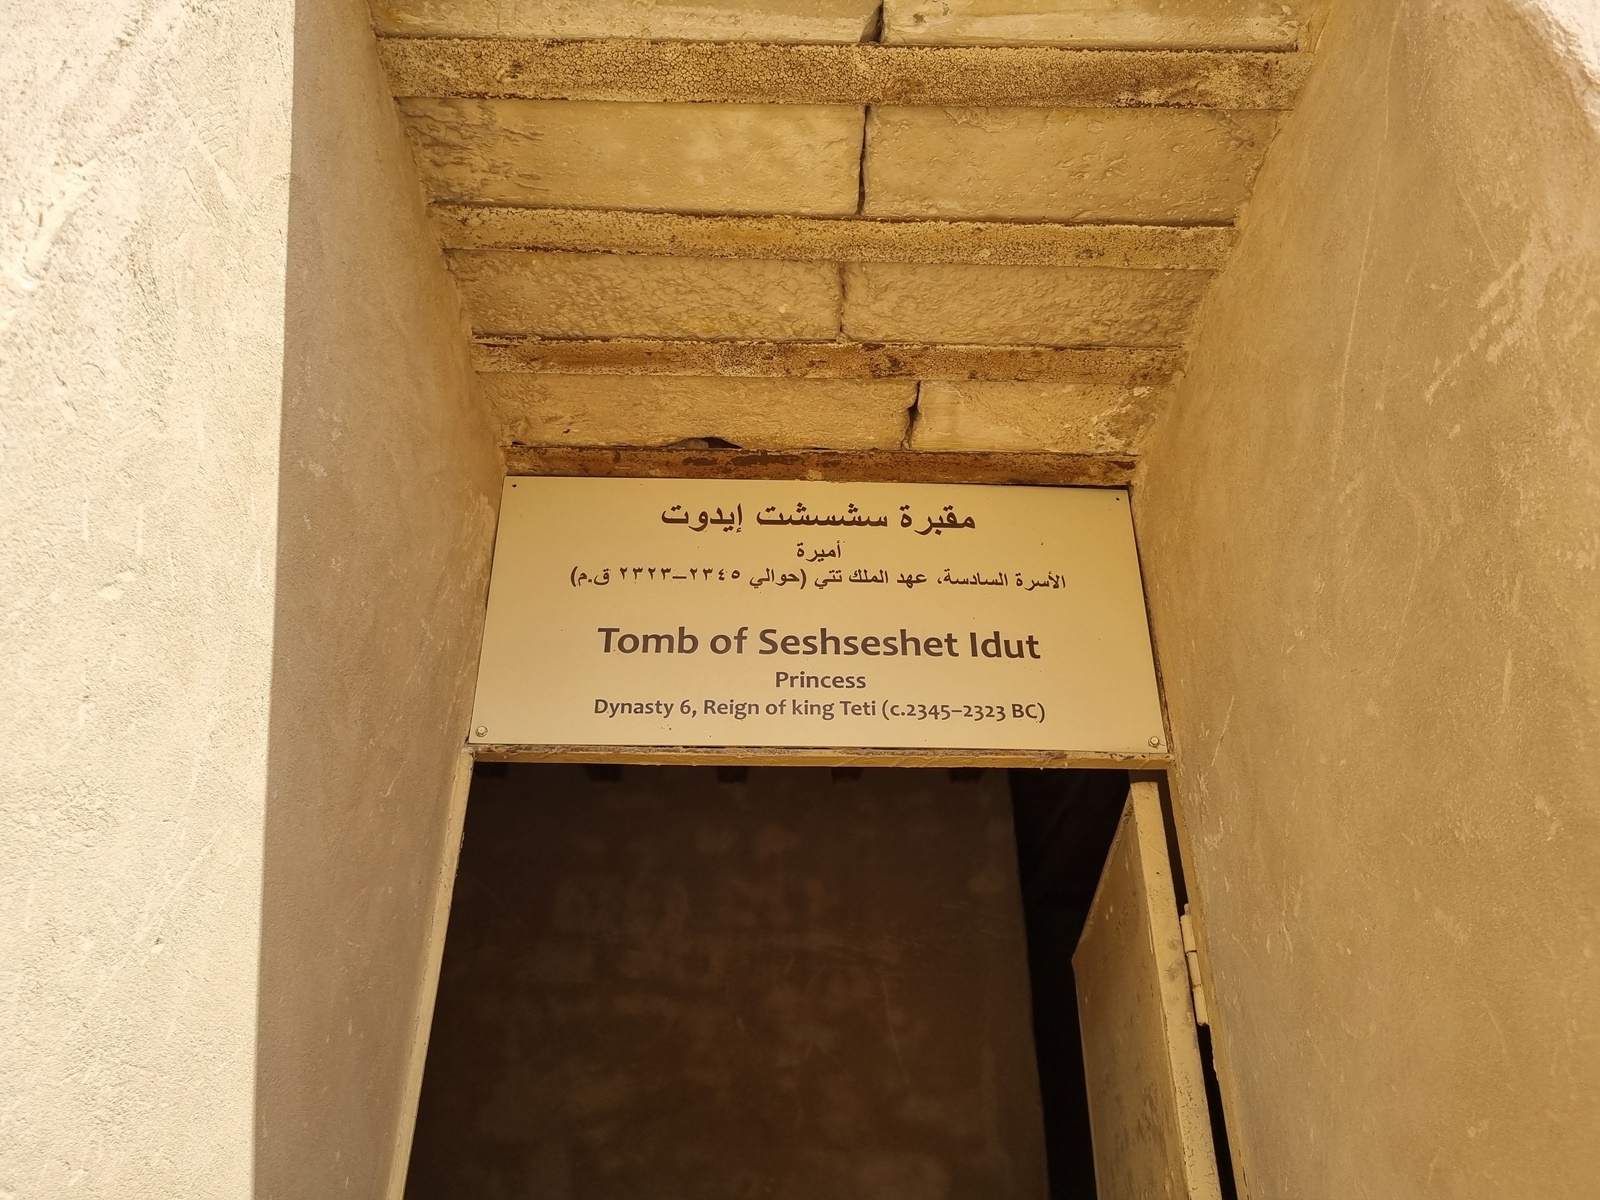 مقبرة سشسشت إيدوت
أميرة
الأسرة السادسة، عهد الملك تتي (حوالي ٢٣٤٥–٢٣٢٣ ق.م)
Tomb of Seshseshet Idut
Princess
Dynasty 6, Reign of king Teti (c.2345–2323 BC)